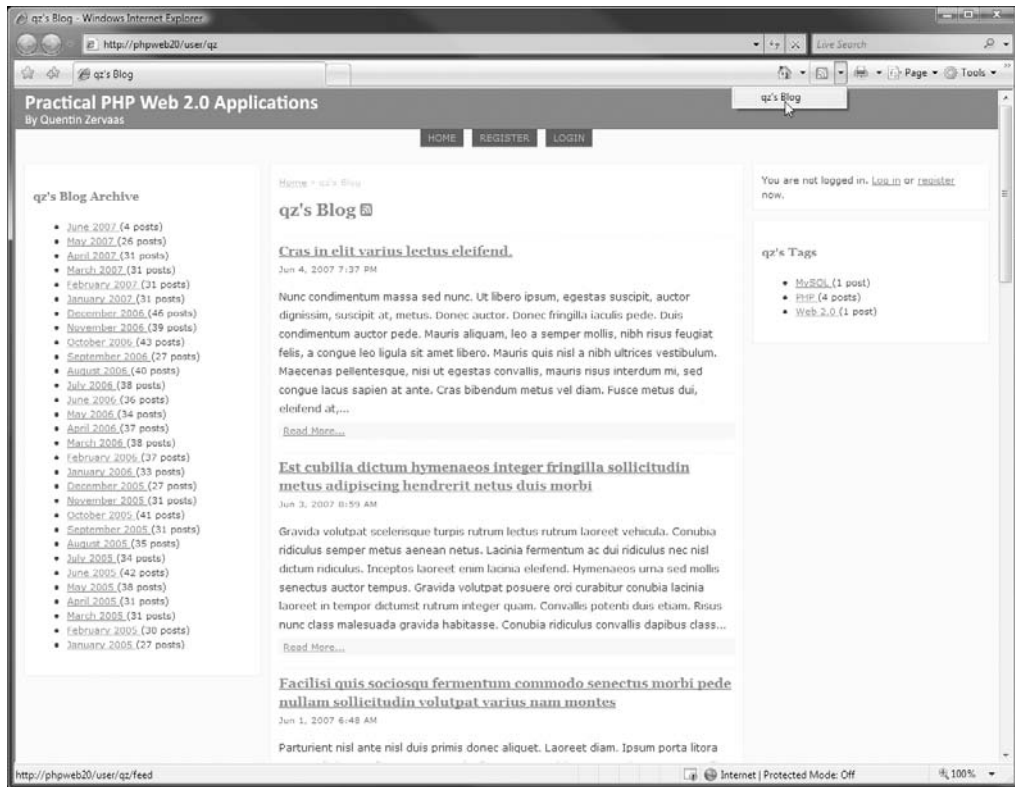 qz's Blog - Windows Internet Explorer
http://phpweb20/user/qz
Live Search
qz's Blog
Page
Tools
qz's Blog
Practical PHP Web 2.0 Applications
By Quentin Zervaas
HOME REGISTER LOGIN
qz's Blog Archive
June 2007 (4 posts)
May 2007 (26 posts)
April 2007 (31 posts)
March 2007 (31 posts)
February 2007 (31 posts)
January 2007 (31 posts)
December 2006 (46 posts)
November 2006 (39 posts)
October 2006 (43 posts)
September 2006 (27 posts)
August 2006 (40 posts)
July 2006 (38 posts)
June 2006 (36 posts)
May 2006 (34 posts)
April 2006 (37 posts)
March 2006 (38 posts)
February 2006 (37 posts)
January 2006 (33 posts)
December 2005 (27 posts)
November 2005 (31 posts)
October 2005 (41 posts)
September 2005 (31 posts)
August 2005 (35 posts)
July 2005 (34 posts)
June 2005 (42 posts)
May 2005 (38 posts)
April 2005 (31 posts)
March 2005 (31 posts)
February 2005 (30 posts)
January 2005 (27 posts)
Home > qz's Blog
qz's Blog
Cras in elit varius lectus eleifend.
Jun 4, 2007 7:37 PM
Nunc condimentum massa sed nunc. Ut libero ipsum, egestas suscipit, auctor
dignissim, suscipit at, metus. Donec auctor. Donec fringilla iaculis pede. Duis
condimentum auctor pede. Mauris aliquam, leo a semper mollis, nibh risus feugiat
felis, a congue leo ligula sit amet libero. Mauris quis nisl a nibh ultrices vestibulum.
Maecenas pellentesque, nisi ut egestas convallis, mauris risus interdum mi, sed
congue lacus sapien at ante. Cras bibendum metus vel diam. Fusce metus dui,
eleifend at,...
Read More...
Est cubilia dictum hymenaeos integer fringilla sollicitudin
metus adipiscing hendrerit netus duis morbi
Jun 3, 2007 8:59 AM
Gravida volutpat scelerisque turpis rutrum lectus rutrum laoreet vehicula. Conubia
ridiculus semper metus aenean netus. Lacinia fermentum ac dui ridiculus nec nisl
dictum ridiculus. Inceptos laoreet enim lacinia eleifend. Hymenaeos urna sed mollis
senectus auctor tempus. Gravida volutpat posuere orci curabitur conubia lacinia
laoreet in tempor dictumst rutrum integer quam. Convallis potenti duis etiam. Risus
nunc class malesuada gravida habitasse. Conubia ridiculus convallis dapibus class...
Read More...
Facilisi quis sociosqu fermentum commodo senectus morbi pede
nullam sollicitudin volutpat varius nam montes
Jun 1, 2007 6:48 AM
Parturient nisl ante nisl duis primis donec aliquet. Laoreet diam. Ipsum porta litora
You are not logged in. Log in or register
now.
qz's Tags
MySQL (1 post)
PHP (4 posts)
Web 2.0 (1 post)
http://phpweb20/user/qz/feed
Internet | Protected Mode: Off
100%